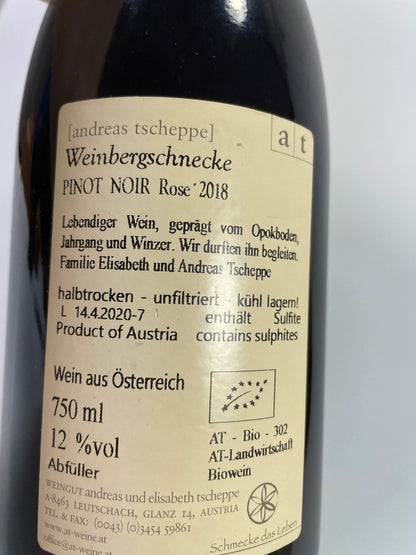 [andreas tscheppe]
a t
Weinbergschnecke
PINOT NOIR Rose´2018
Lebendiger Wein, geprägt vom Opokboden,
Jahrgang und Winzer. Wir durften ihn begleiten.
Familie Elisabeth und Andreas Tscheppe
halbtrocken - unfiltriert - kühl lagern!
L 14.4.2020-7 enthält Sulfite
Product of Austria contains sulphites
Wein aus Österreich
750 ml
12 %vol
AT - Bio - 302
AT-Landwirtschaft
Biowein
Abfüller
WEINGUT andreas und elisabeth tscheppe
A-8463 LEUTSCHACH, GLANZ 14, AUSTRIA
TEL/FAX: (0043) (0)3454 59861
www.at-weine.at
office@at-weine.at
Schmecke das Leben